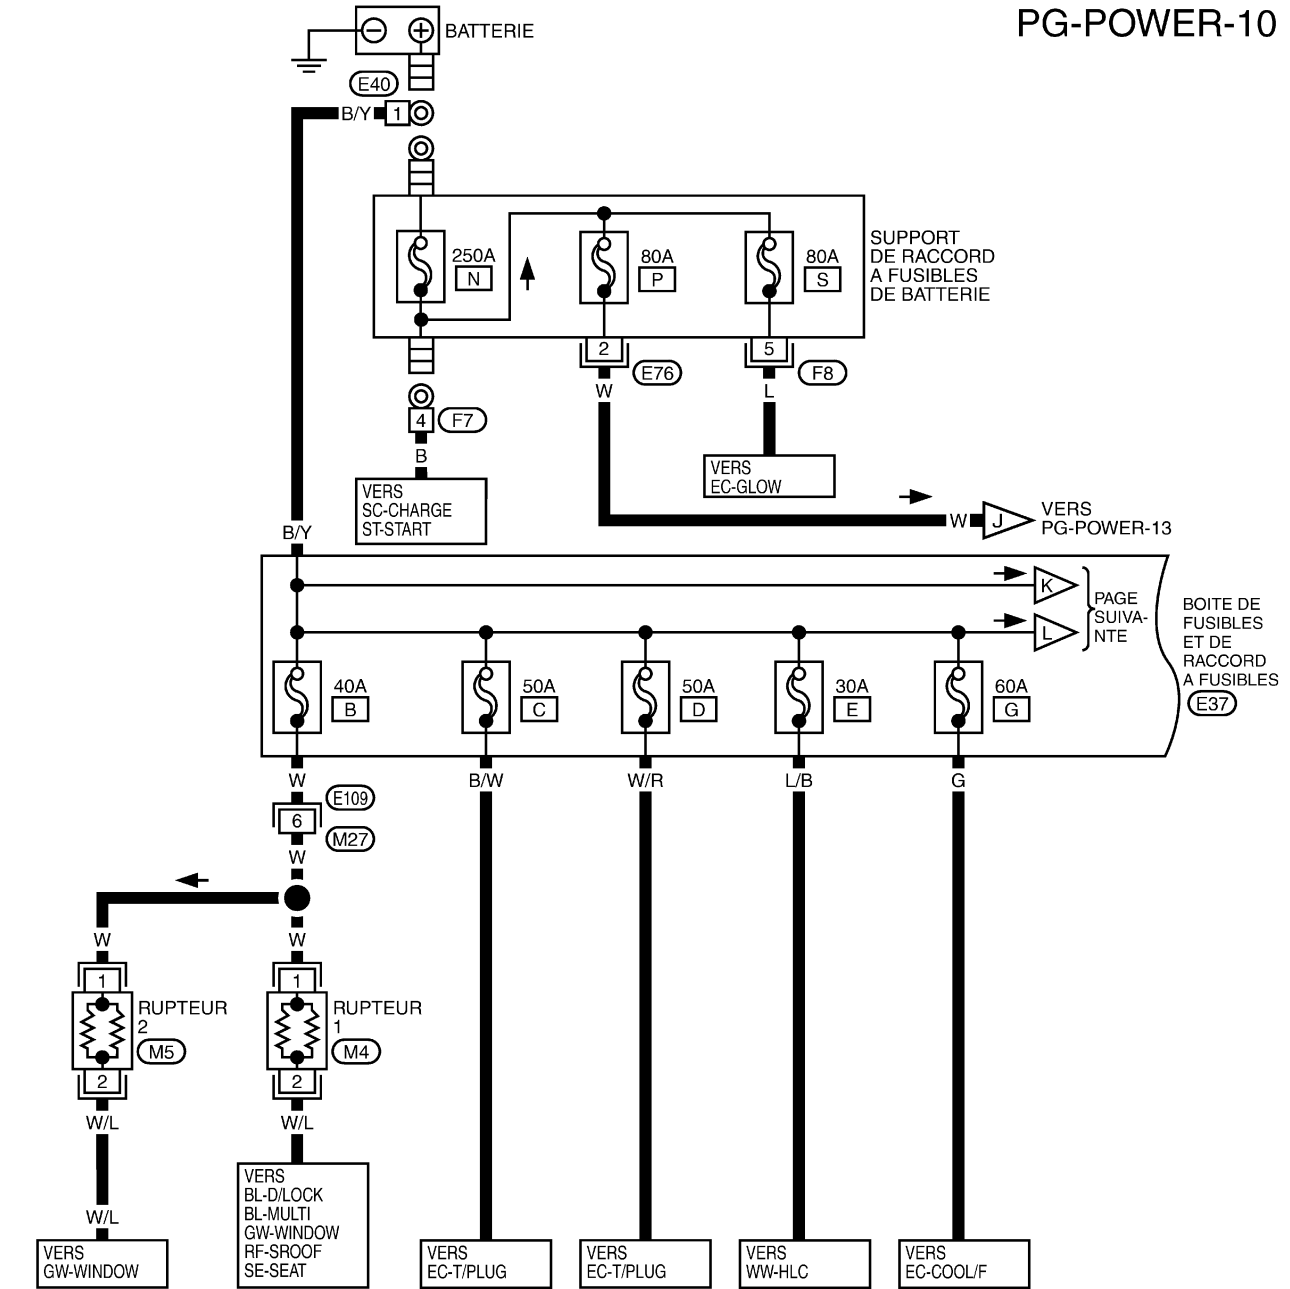 PG-POWER-10
− + BATTERIE
E40
B/Y 1
250A
N
80A
P
80A
S
SUPPORT
DE RACCORD
A FUSIBLES
DE BATTERIE
2
E76
5
F8
W
L
4
F7
B
VERS
SC-CHARGE
ST-START
VERS
EC-GLOW
W J
VERS
PG-POWER-13
B/Y
K
L
PAGE
SUIVA-
NTE
BOITE DE
FUSIBLES
ET DE
RACCORD
A FUSIBLES
E37
40A
B
50A
C
50A
D
30A
E
60A
G
W
B/W
W/R
L/B
G
E109
6
M27
W
W
W
1
1
RUPTEUR
2
M5
RUPTEUR
1
M4
2
2
W/L
W/L
W/L
VERS
GW-WINDOW
VERS
BL-D/LOCK
BL-MULTI
GW-WINDOW
RF-SROOF
SE-SEAT
VERS
EC-T/PLUG
VERS
EC-T/PLUG
VERS
WW-HLC
VERS
EC-COOL/F